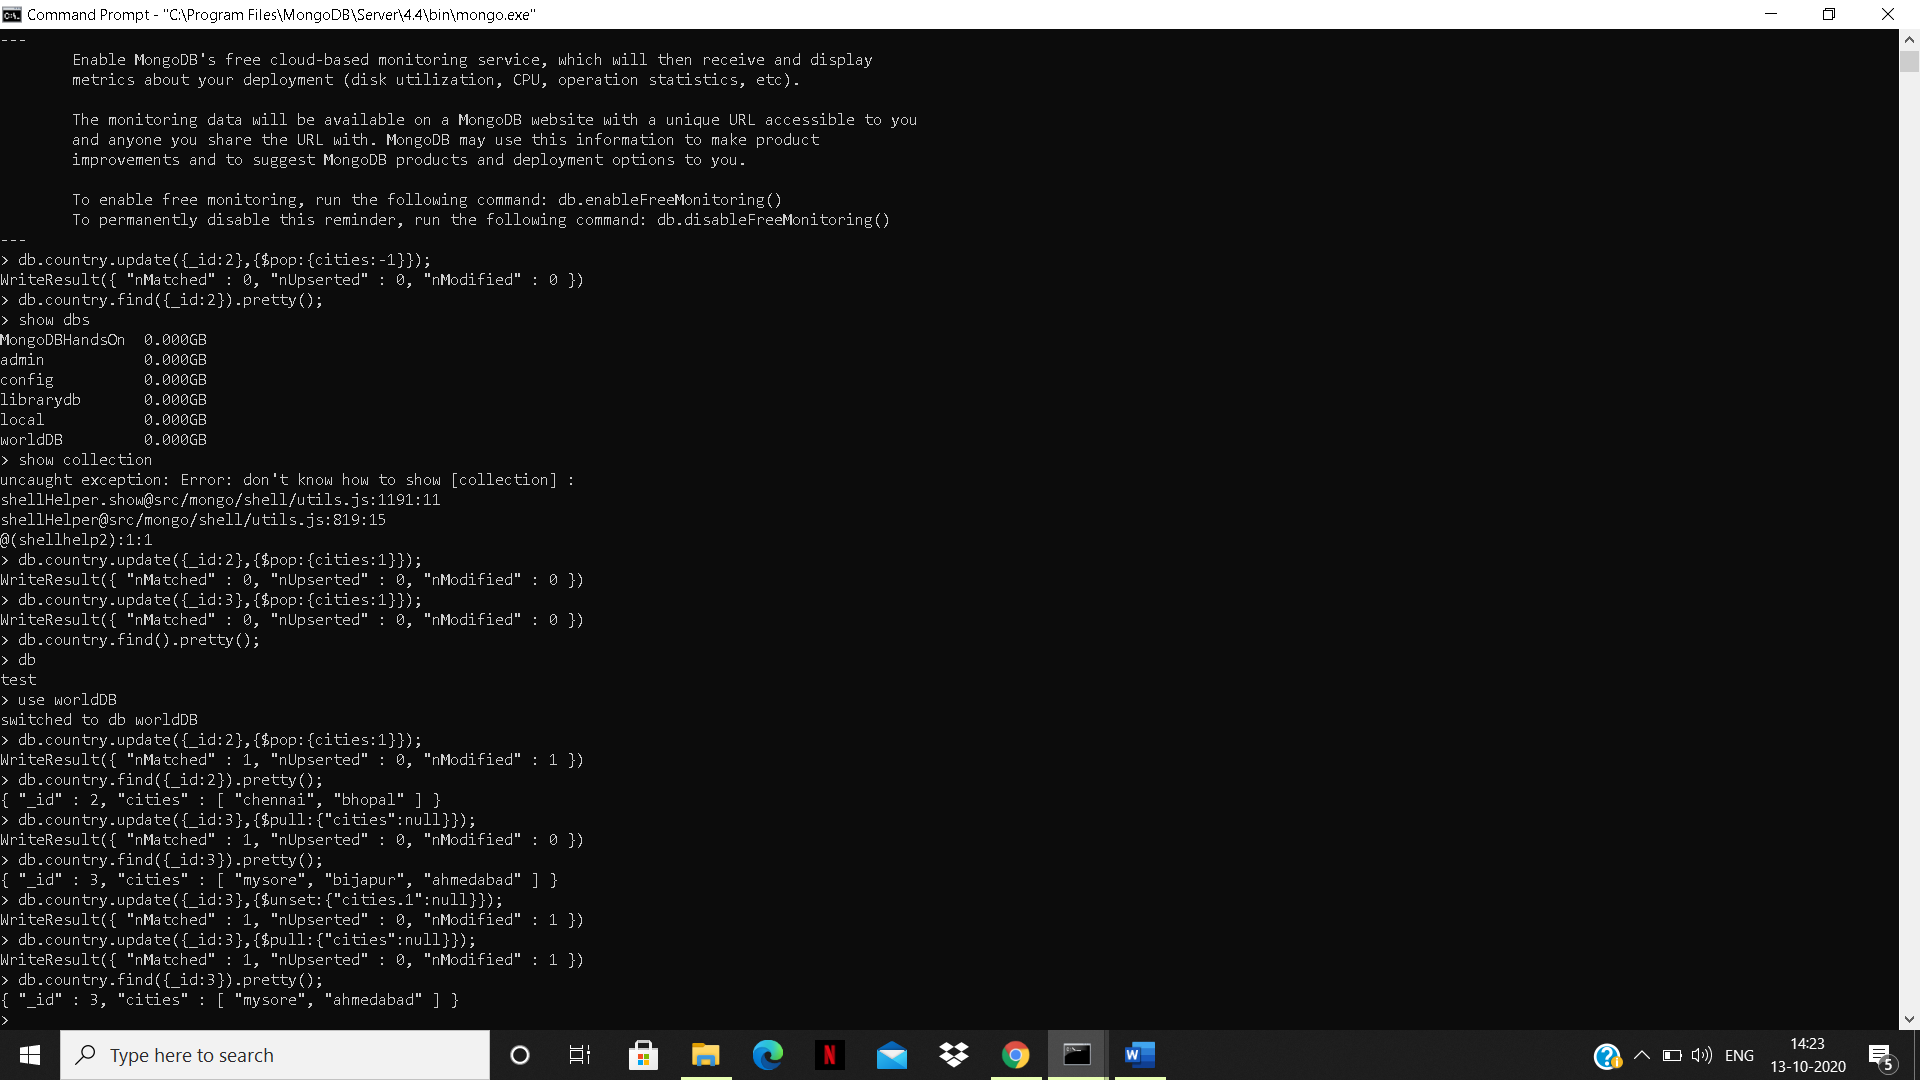 Command Prompt - "C:\Program Files\MongoDB\Server\4.4\bin\mongo.exe"
---
Enable MongoDB's free cloud-based monitoring service, which will then receive and display
metrics about your deployment (disk utilization, CPU, operation statistics, etc).
The monitoring data will be available on a MongoDB website with a unique URL accessible to you
and anyone you share the URL with. MongoDB may use this information to make product
improvements and to suggest MongoDB products and deployment options to you.
To enable free monitoring, run the following command: db.enableFreeMonitoring()
To permanently disable this reminder, run the following command: db.disableFreeMonitoring()
---
> db.country.update({_id:2},{$pop:{cities:-1}});
WriteResult({ "nMatched" : 0, "nUpserted" : 0, "nModified" : 0 })
> db.country.find({_id:2}).pretty();
> show dbs
MongoDBHandsOn  0.000GB
admin           0.000GB
config          0.000GB
librarydb       0.000GB
local           0.000GB
worldDB         0.000GB
> show collection
uncaught exception: Error: don't know how to show [collection] :
shellHelper.show@src/mongo/shell/utils.js:1191:11
shellHelper@src/mongo/shell/utils.js:819:15
@(shellhelp2):1:1
> db.country.update({_id:2},{$pop:{cities:1}});
WriteResult({ "nMatched" : 0, "nUpserted" : 0, "nModified" : 0 })
> db.country.update({_id:3},{$pop:{cities:1}});
WriteResult({ "nMatched" : 0, "nUpserted" : 0, "nModified" : 0 })
> db.country.find().pretty();
> db
test
> use worldDB
switched to db worldDB
> db.country.update({_id:2},{$pop:{cities:1}});
WriteResult({ "nMatched" : 1, "nUpserted" : 0, "nModified" : 1 })
> db.country.find({_id:2}).pretty();
{ "_id" : 2, "cities" : [ "chennai", "bhopal" ] }
> db.country.update({_id:3},{$pull:{"cities":null}});
WriteResult({ "nMatched" : 1, "nUpserted" : 0, "nModified" : 0 })
> db.country.find({_id:3}).pretty();
{ "_id" : 3, "cities" : [ "mysore", "bijapur", "ahmedabad" ] }
> db.country.update({_id:3},{$unset:{"cities.1":null}});
WriteResult({ "nMatched" : 1, "nUpserted" : 0, "nModified" : 1 })
> db.country.update({_id:3},{$pull:{"cities":null}});
WriteResult({ "nMatched" : 1, "nUpserted" : 0, "nModified" : 1 })
> db.country.find({_id:3}).pretty();
{ "_id" : 3, "cities" : [ "mysore", "ahmedabad" ] }
>
Type here to search
ENG
14:23
13-10-2020
5